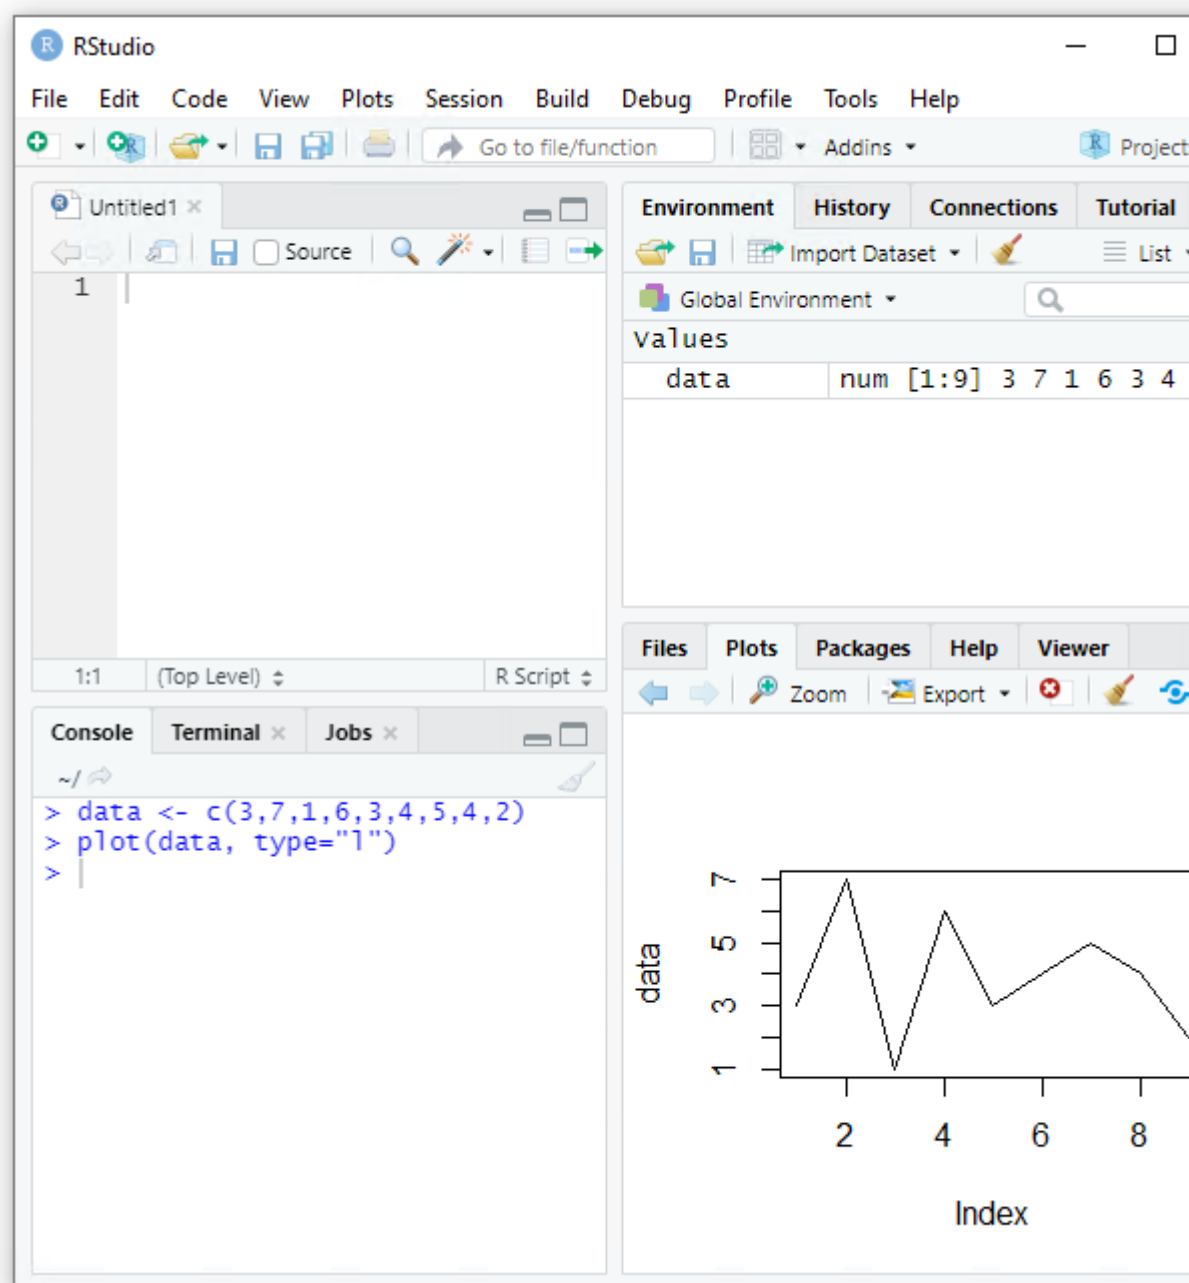 RStudio
File Edit Code View Plots Session Build Debug Profile Tools Help
Go to file/function Addins Project
Untitled1
Source
1
1:1 (Top Level) R Script
Console Terminal Jobs
~/
> data <- c(3,7,1,6,3,4,5,4,2)
> plot(data, type="l")
>
Environment History Connections Tutorial
Import Dataset List
Global Environment
Values
data num [1:9] 3 7 1 6 3 4
Files Plots Packages Help Viewer
Zoom Export
data
7
5
3
1
2 4 6 8
Index